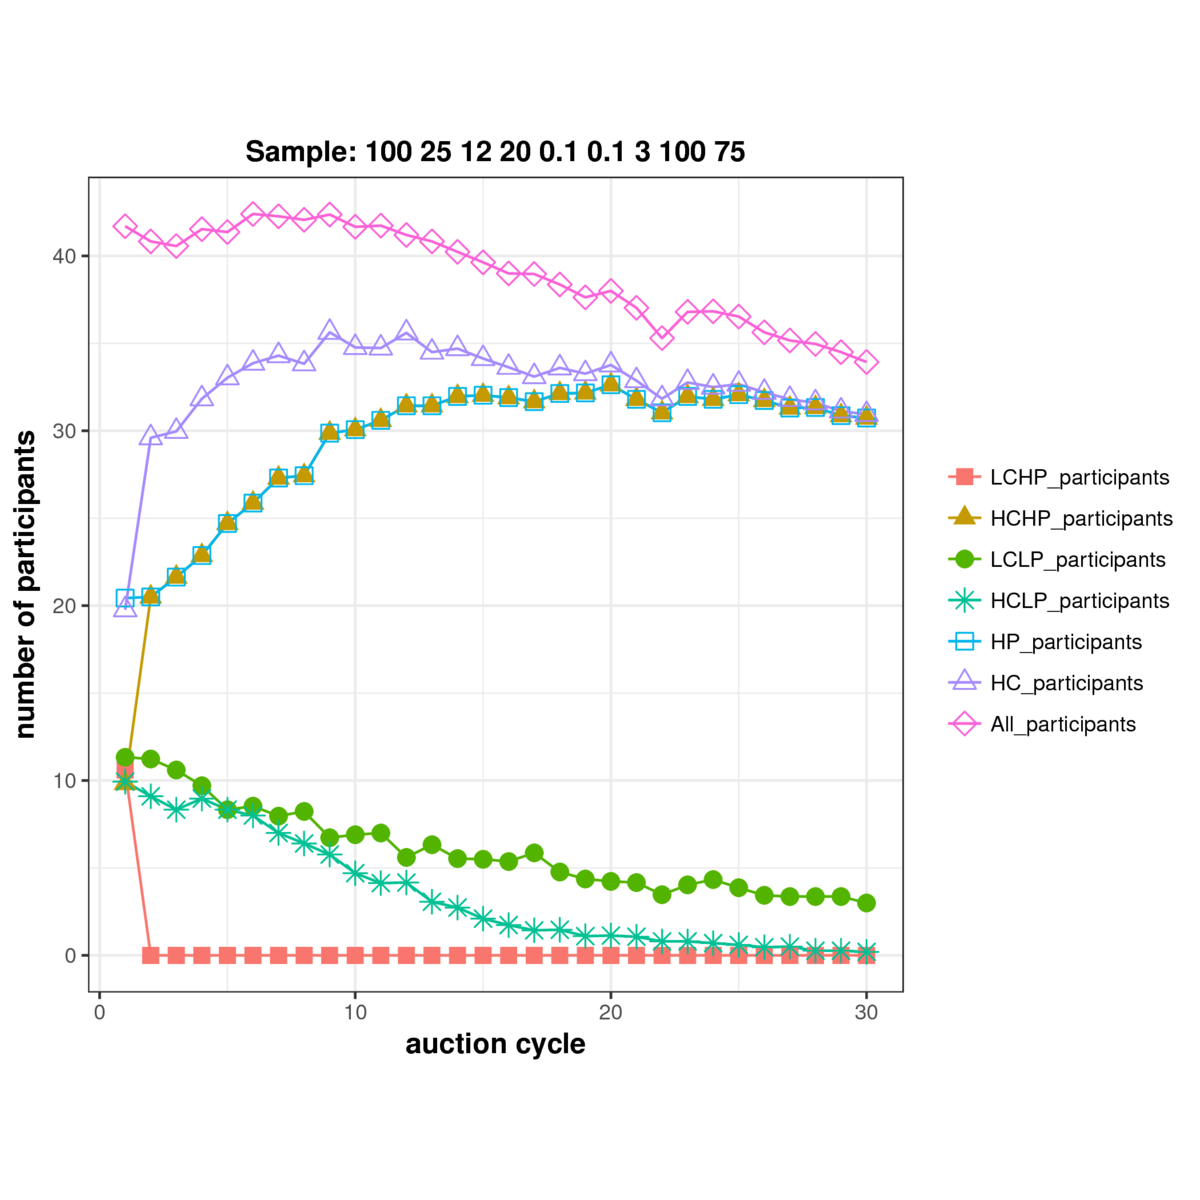 Sample: 100 25 12 20 0.1 0.1 3 100 75
number of participants
40
30
20
10
0
0 10 20 30
auction cycle
LCHP_participants
HCHP_participants
LCLP_participants
HCLP_participants
HP_participants
HC_participants
All_participants